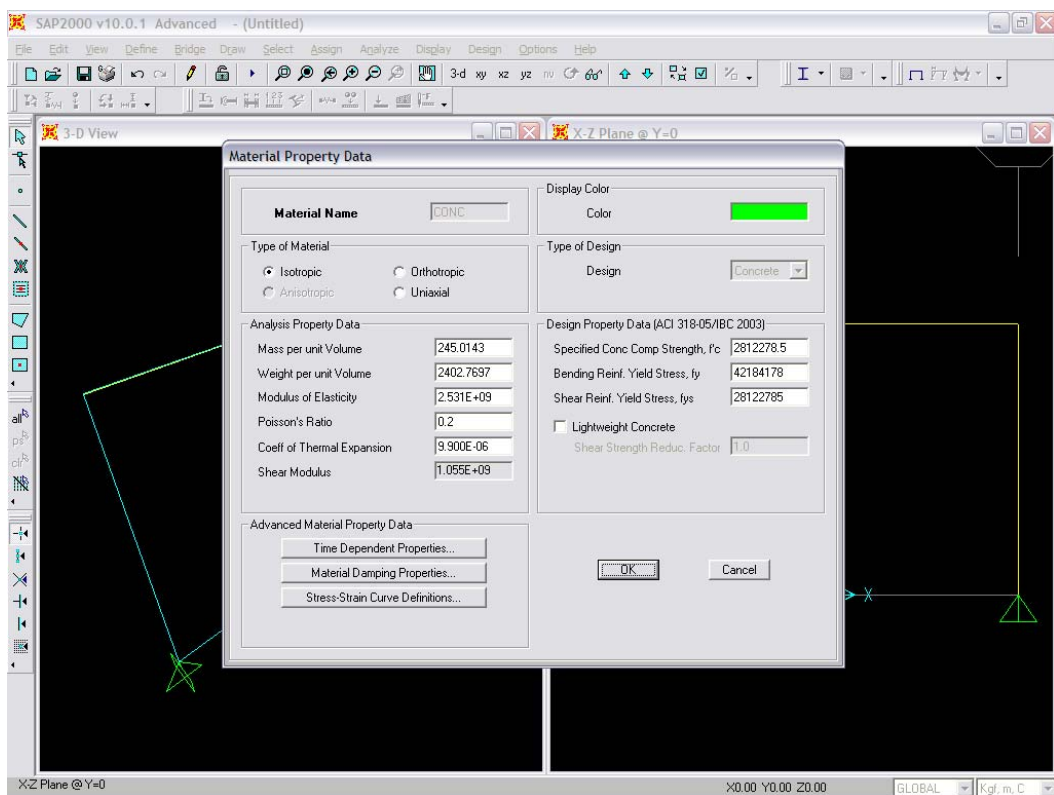 SAP2000 v10.0.1 Advanced - (Untitled)
File Edit View Define Bridge Draw Select Assign Analyze Display Design Options Help
3-d xy xz yz nv
3-D View
X-Z Plane @ Y=0
Material Property Data
Material Name CONC
Display Color
Color
Type of Material
Isotropic Orthotropic
Anisotropic Uniaxial
Type of Design
Design Concrete
Analysis Property Data
Mass per unit Volume 245.0143
Weight per unit Volume 2402.7697
Modulus of Elasticity 2.531E+09
Poisson's Ratio 0.2
Coeff of Thermal Expansion 9.900E-06
Shear Modulus 1.055E+09
Design Property Data (ACI 318-05/IBC 2003)
Specified Conc Comp Strength, f'c 2812278.5
Bending Reinf. Yield Stress, fy 42184178
Shear Reinf. Yield Stress, fys 28122785
Lightweight Concrete
Shear Strength Reduc. Factor 1.0
Advanced Material Property Data
Time Dependent Properties...
Material Damping Properties...
Stress-Strain Curve Definitions...
OK Cancel
X
all
ps
clr
X-Z Plane @ Y=0
X0.00 Y0.00 Z0.00
GLOBAL
Kgf, m, C